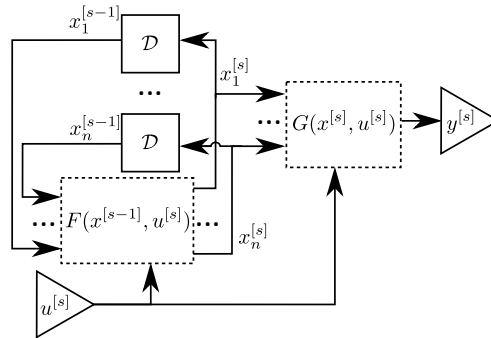 x_1^{[s-1]}
𝒟
x_1^{[s]}
...
x_n^{[s-1]}
𝒟
...
G(x^{[s]}, u^{[s]})
y^{[s]}
...
F(x^{[s-1]}, u^{[s]})
...
x_n^{[s]}
u^{[s]}